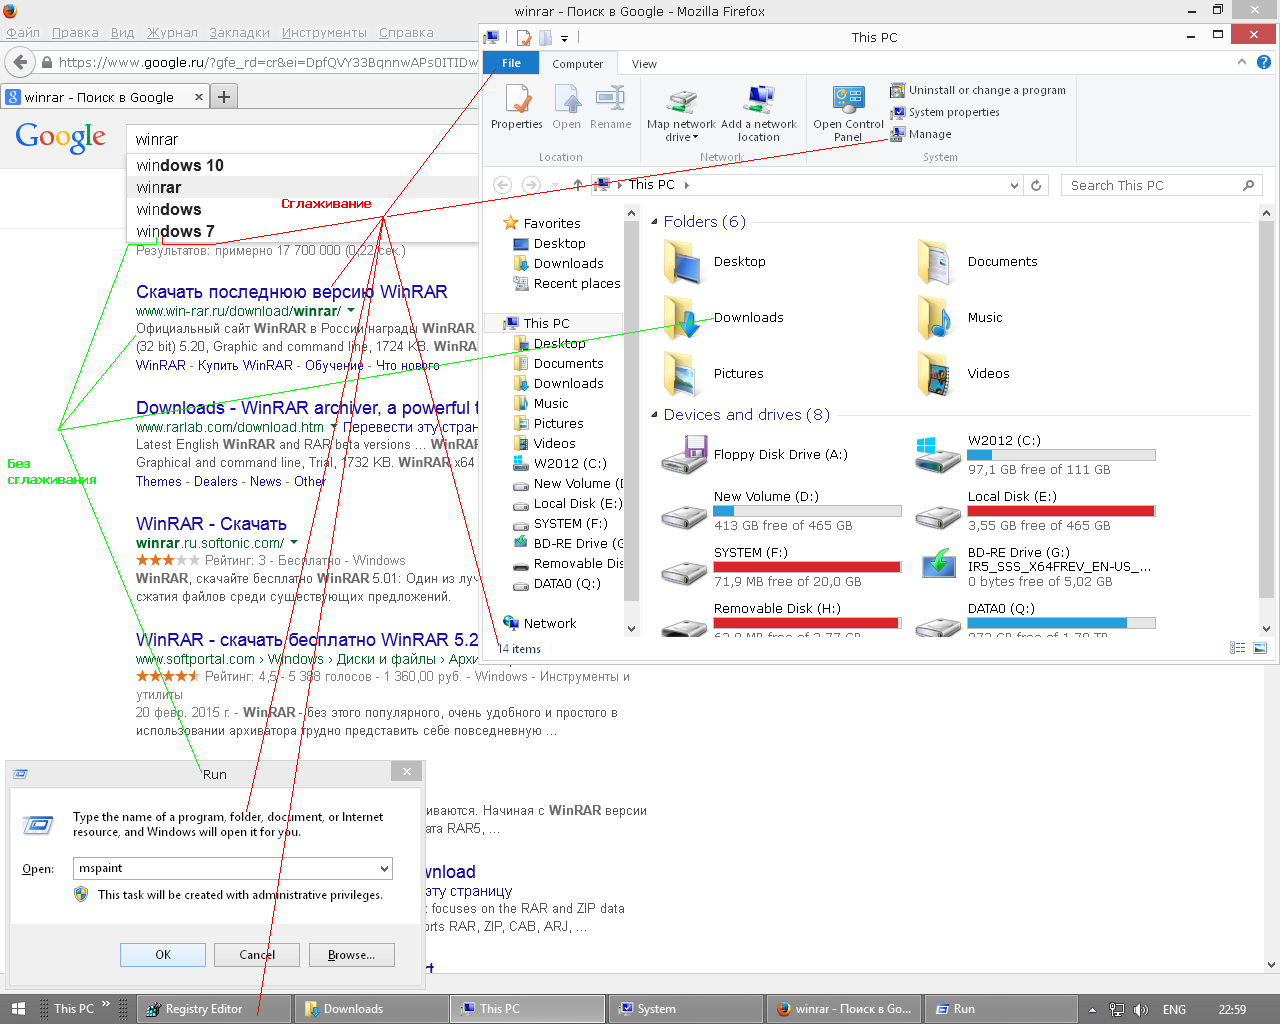 winrar - Поиск в Google - Mozilla Firefox
Файл Правка Вид Журнал Закладки Инструменты Справка
https://www.google.ru/?gfe_rd=cr&ei=DpfQVY33BqnnwAPs0ITIDw
winrar - Поиск в Google
Google
winrar
windows 10
winrar
windows
windows 7
Сглаживание
Результатов: примерно 17 700 000 (0,22 сек.)
Скачать последнюю версию WinRAR
www.win-rar.ru/download/winrar/
Официальный сайт WinRAR в России награды WinRAR.
(32 bit) 5.20, Graphic and command line, 1724 KB. WinRA
WinRAR - Купить WinRAR - Обучение - Что нового
Downloads - WinRAR archiver, a powerful t
www.rarlab.com/download.htm Перевести эту стран
Latest English WinRAR and RAR beta versions ... WinR
Graphical and command line, Trial, 1732 KB. WinRAR x64
Themes - Dealers - News - Other
Без
сглаживания
WinRAR - Скачать
winrar.ru.softonic.com/
Рейтинг: 3 - Бесплатно - Windows
WinRAR, скачайте бесплатно WinRAR 5.01: Один из луч
сжатия файлов среди существующих предложений.
WinRAR - скачать бесплатно WinRAR 5.2
www.softportal.com › Windows › Диски и файлы › Архи
Рейтинг: 4,5 - 5 388 голосов - 1 360,00 руб. - Windows - Инструменты и
утилиты
20 февр. 2015 г. - WinRAR - без этого популярного, очень удобного и простого в
использовании архиватора трудно представить себе повседневную ...
иваются. Начиная с WinRAR версии
ата RAR5, ...
wnload
эту страницу
t focuses on the RAR and ZIP data
orts RAR, ZIP, CAB, ARJ, ...
rt
This PC
File Computer View
Properties Open Rename
Location
Map network drive
Add a network location
Network
Open Control Panel
Uninstall or change a program
System properties
Manage
System
This PC
Search This PC
Favorites
Desktop
Downloads
Recent places
This PC
Desktop
Documents
Downloads
Music
Pictures
Videos
W2012 (C:)
New Volume (D
Local Disk (E:)
SYSTEM (F:)
BD-RE Drive (G
Removable Dis
DATA0 (Q:)
Network
Folders (6)
Desktop
Documents
Downloads
Music
Pictures
Videos
Devices and drives (8)
Floppy Disk Drive (A:)
W2012 (C:)
97,1 GB free of 111 GB
New Volume (D:)
413 GB free of 465 GB
Local Disk (E:)
3,55 GB free of 465 GB
SYSTEM (F:)
71,9 MB free of 20,0 GB
BD-RE Drive (G:)
IR5_SSS_X64FREV_EN-US_...
0 bytes free of 5,02 GB
Removable Disk (H:)
DATA0 (Q:)
14 items
Run
Type the name of a program, folder, document, or Internet
resource, and Windows will open it for you.
Open: mspaint
This task will be created with administrative privileges.
OK Cancel Browse...
This PC » Registry Editor Downloads This PC System winrar - Поиск в Go... Run ENG 22:59